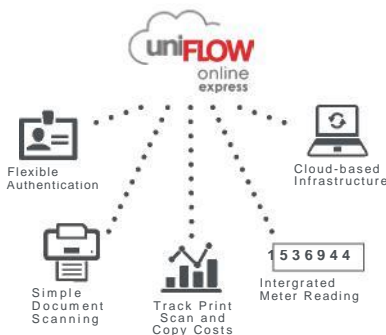 uniFLOW
online
express
Flexible
Authentication
Cloud-based
Infrastructure
Simple
Document
Scanning
Track Print
Scan and
Copy Costs
1536944
Intergrated
Meter Reading